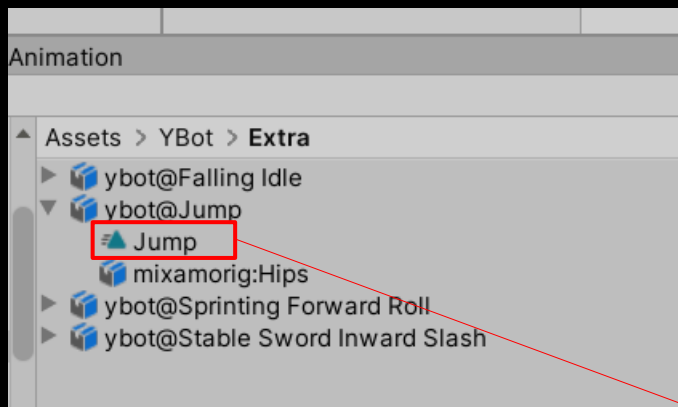 Animation
Assets > YBot > Extra
ybot@Falling Idle
ybot@Jump
Jump
mixamorig:Hips
ybot@Sprinting Forward Roll
ybot@Stable Sword Inward Slash